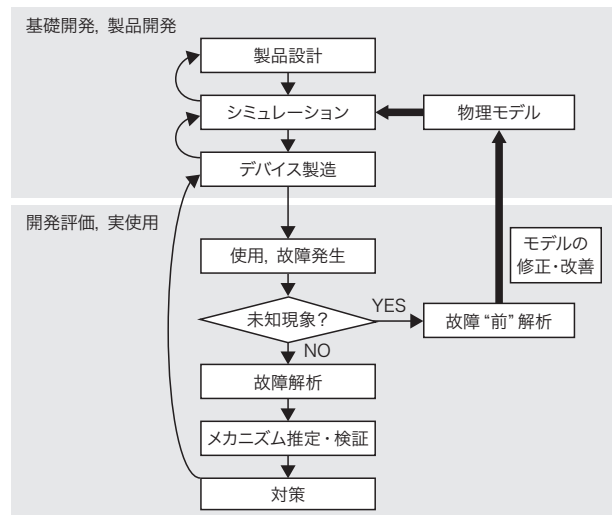 基礎開発, 製品開発
製品設計
シミュレーション
物理モデル
デバイス製造
開発評価, 実使用
モデルの
修正・改善
使用, 故障発生
未知現象？
YES
故障 “前” 解析
NO
故障解析
メカニズム推定・検証
対策